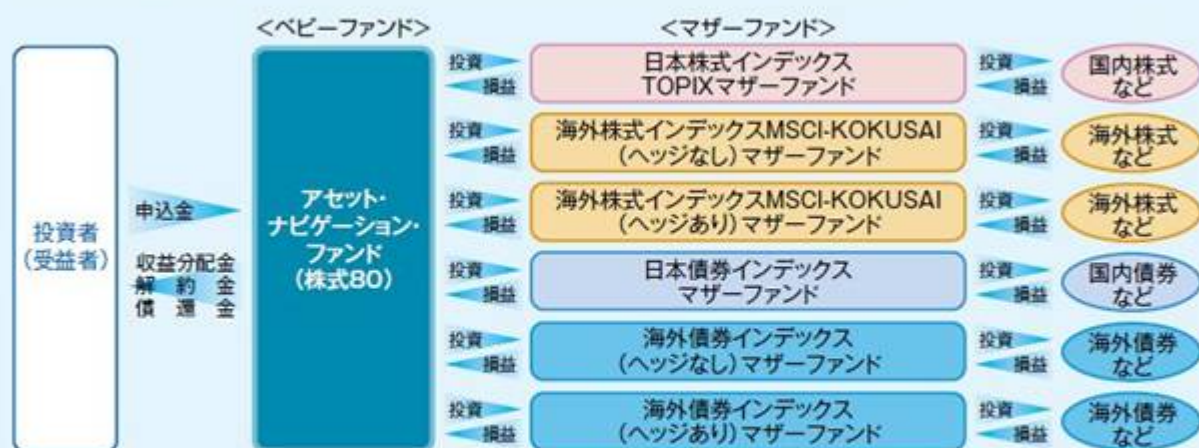 <ベビーファンド>
<マザーファンド>
投資者
(受益者)
申込金
収益分配金
解約金
償還金
アセット・
ナビゲーション・
ファンド
(株式80)
投資
損益
日本株式インデックス
TOPIXマザーファンド
投資
損益
国内株式
など
投資
損益
海外株式インデックスMSCI-KOKUSAI
(ヘッジなし)マザーファンド
投資
損益
海外株式
など
投資
損益
海外株式インデックスMSCI-KOKUSAI
(ヘッジあり)マザーファンド
投資
損益
海外株式
など
投資
損益
日本債券インデックス
マザーファンド
投資
損益
国内債券
など
投資
損益
海外債券インデックス
(ヘッジなし)マザーファンド
投資
損益
海外債券
など
投資
損益
海外債券インデックス
(ヘッジあり)マザーファンド
投資
損益
海外債券
など